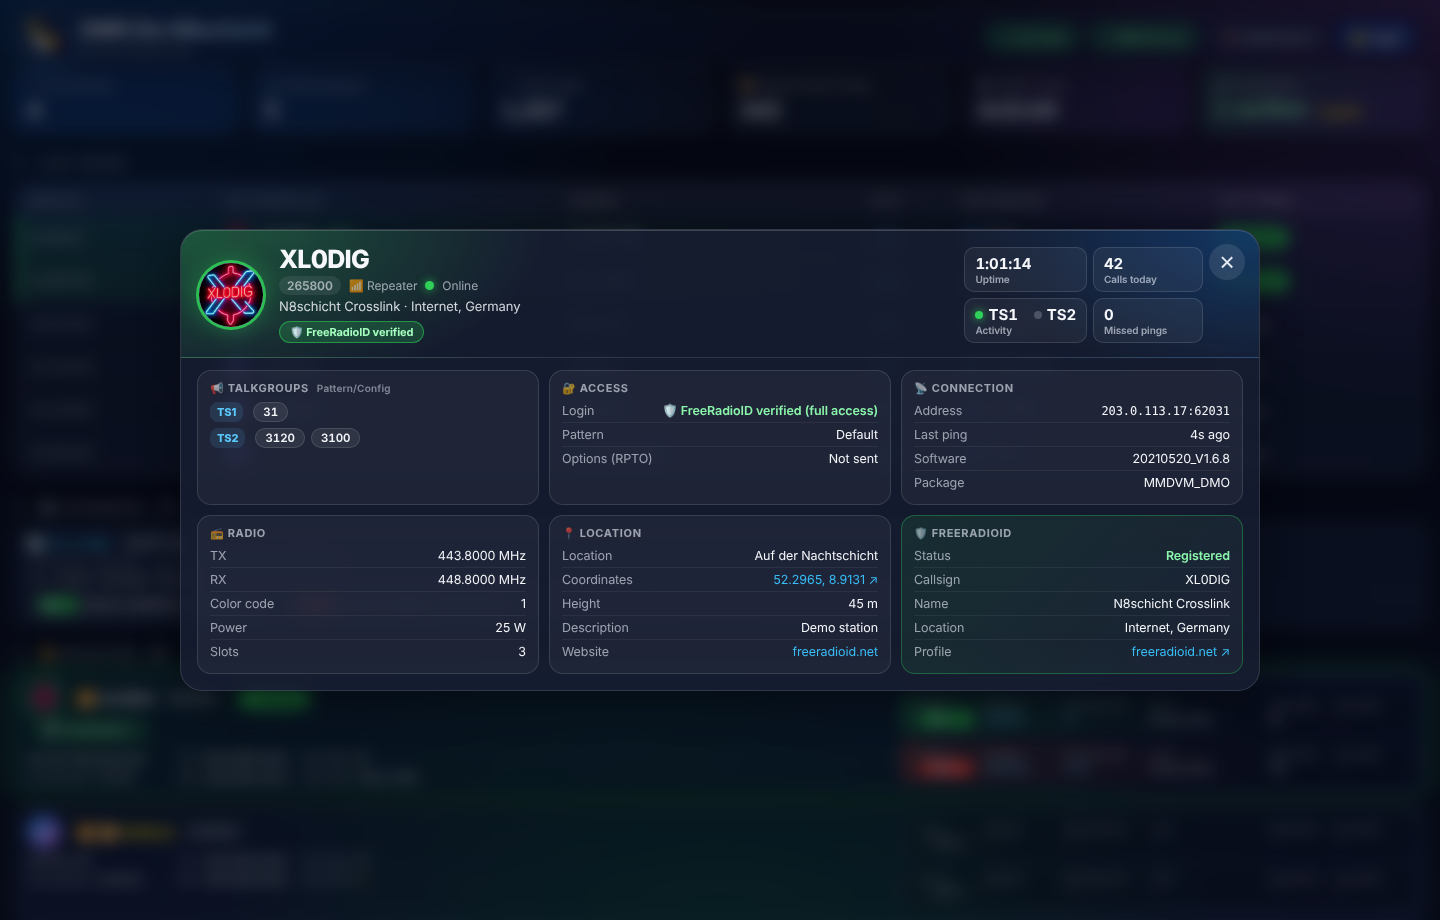 XL0DIG
XL0DIG
265800 Repeater Online
N8schicht Crosslink · Internet, Germany
FreeRadioID verified
1:01:14
Uptime
42
Calls today
TS1 TS2
Activity
0
Missed pings
TALKGROUPS Pattern/Config
TS1 31
TS2 3120 3100
ACCESS
Login FreeRadioID verified (full access)
Pattern Default
Options (RPTO) Not sent
CONNECTION
Address 203.0.113.17:62031
Last ping 4s ago
Software 20210520_V1.6.8
Package MMDVM_DMO
RADIO
TX 443.8000 MHz
RX 448.8000 MHz
Color code 1
Power 25 W
Slots 3
LOCATION
Location Auf der Nachtschicht
Coordinates 52.2965, 8.9131 ↗
Height 45 m
Description Demo station
Website freeradioid.net
FREERADIOID
Status Registered
Callsign XL0DIG
Name N8schicht Crosslink
Location Internet, Germany
Profile freeradioid.net ↗